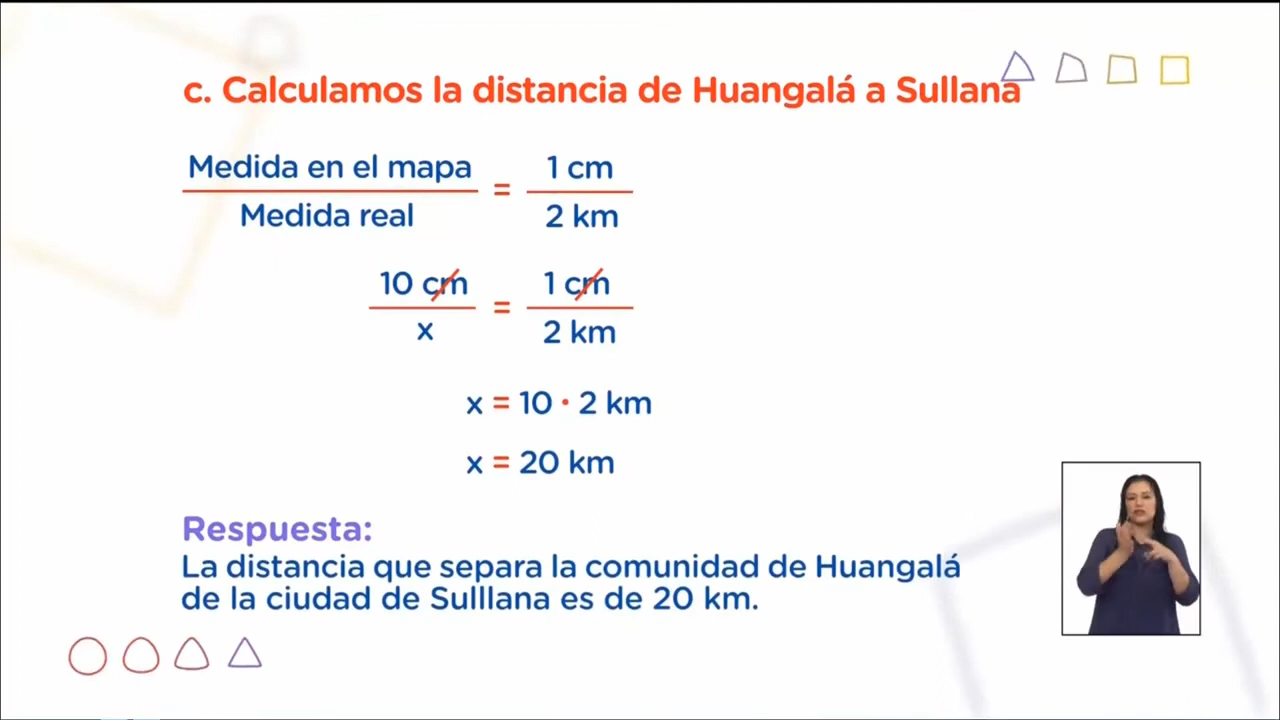 c. Calculamos la distancia de Huangalá a Sullana
Medida en el mapa
Medida real
=
1 cm
2 km
10 cm
x
=
1 cm
2 km
x = 10 · 2 km
x = 20 km
Respuesta:
La distancia que separa la comunidad de Huangalá
de la ciudad de Sulllana es de 20 km.